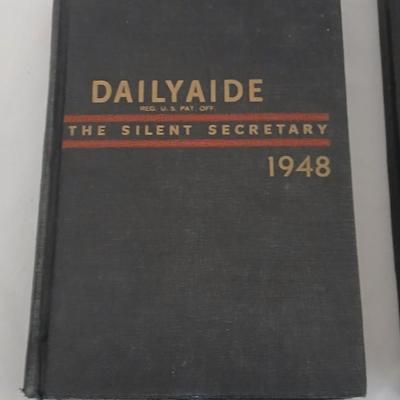 DAILYAIDE
REG. U. S. PAT. OFF.
THE SILENT SECRETARY
1948